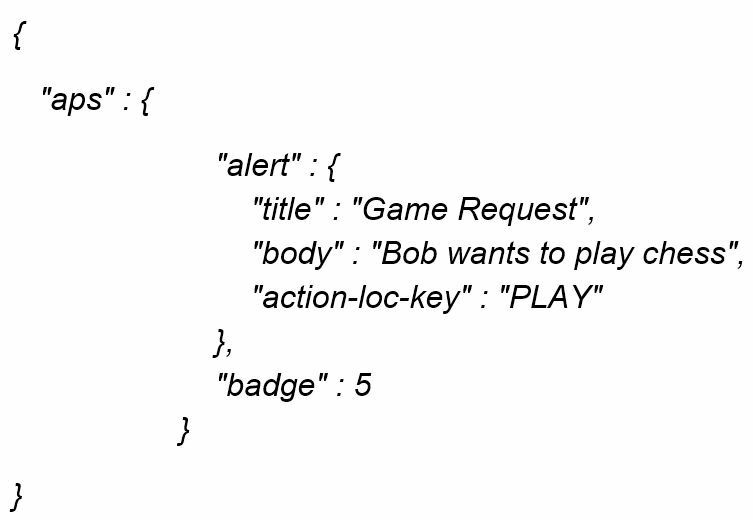 {
"aps" : {
"alert" : {
"title" : "Game Request",
"body" : "Bob wants to play chess",
"action-loc-key" : "PLAY"
},
"badge" : 5
}
}